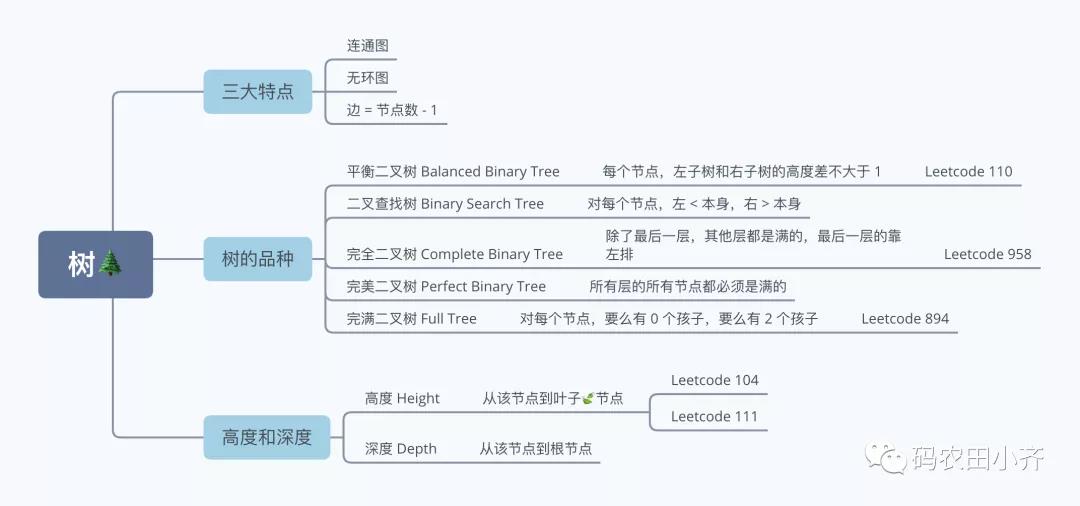 连通图
无环图
三大特点
边 = 节点数 - 1
平衡二叉树 Balanced Binary Tree 每个节点，左子树和右子树的高度差不大于 1 Leetcode 110
二叉查找树 Binary Search Tree 对每个节点，左 < 本身，右 > 本身
除了最后一层，其他层都是满的，最后一层的靠
左排
完全二叉树 Complete Binary Tree Leetcode 958
树🌲
树的品种
完美二叉树 Perfect Binary Tree 所有层的所有节点都必须是满的
完满二叉树 Full Tree 对每个节点，要么有 0 个孩子，要么有 2 个孩子 Leetcode 894
高度 Height 从该节点到叶子🍃节点
Leetcode 104
Leetcode 111
高度和深度
深度 Depth 从该节点到根节点
码农田小齐